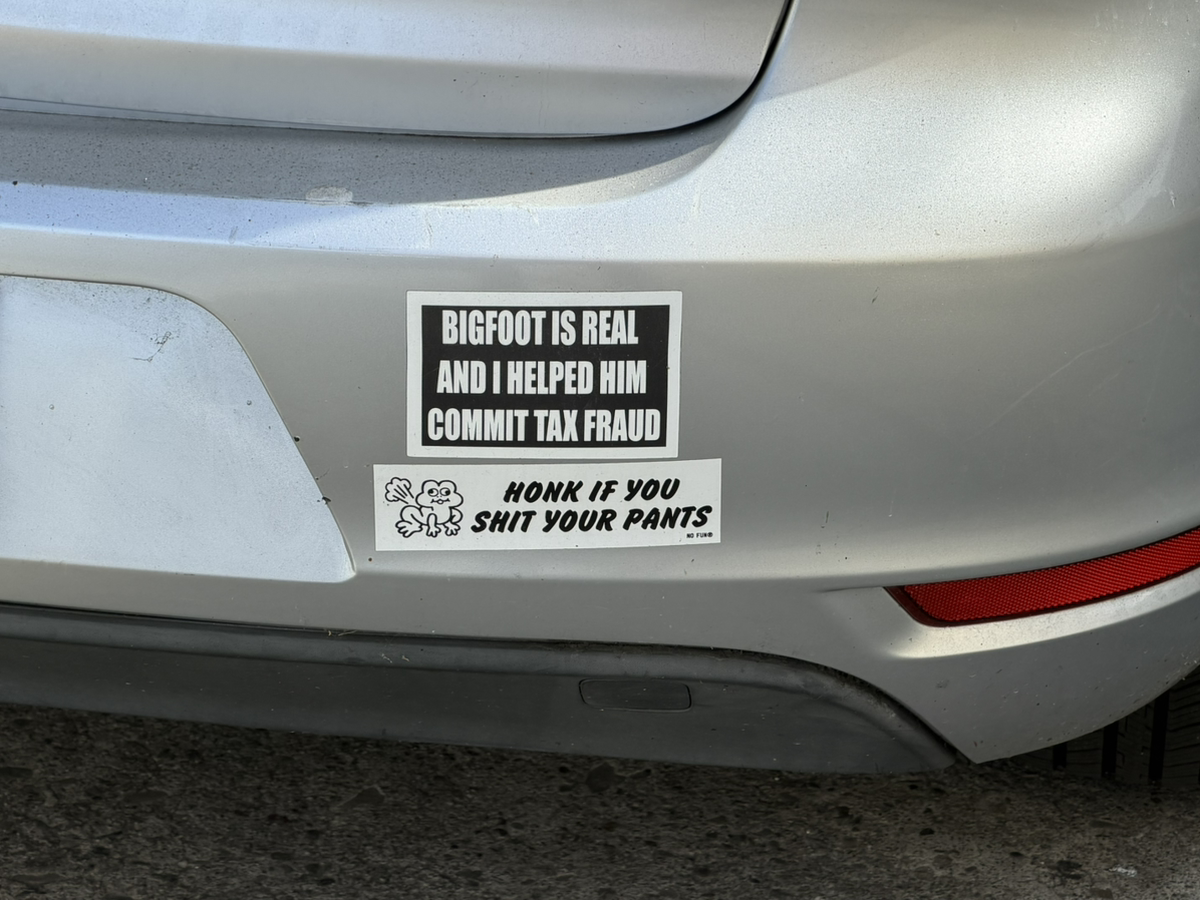 BIGFOOT IS REAL
AND I HELPED HIM
COMMIT TAX FRAUD
HONK IF YOU
SHIT YOUR PANTS
NO FUN®